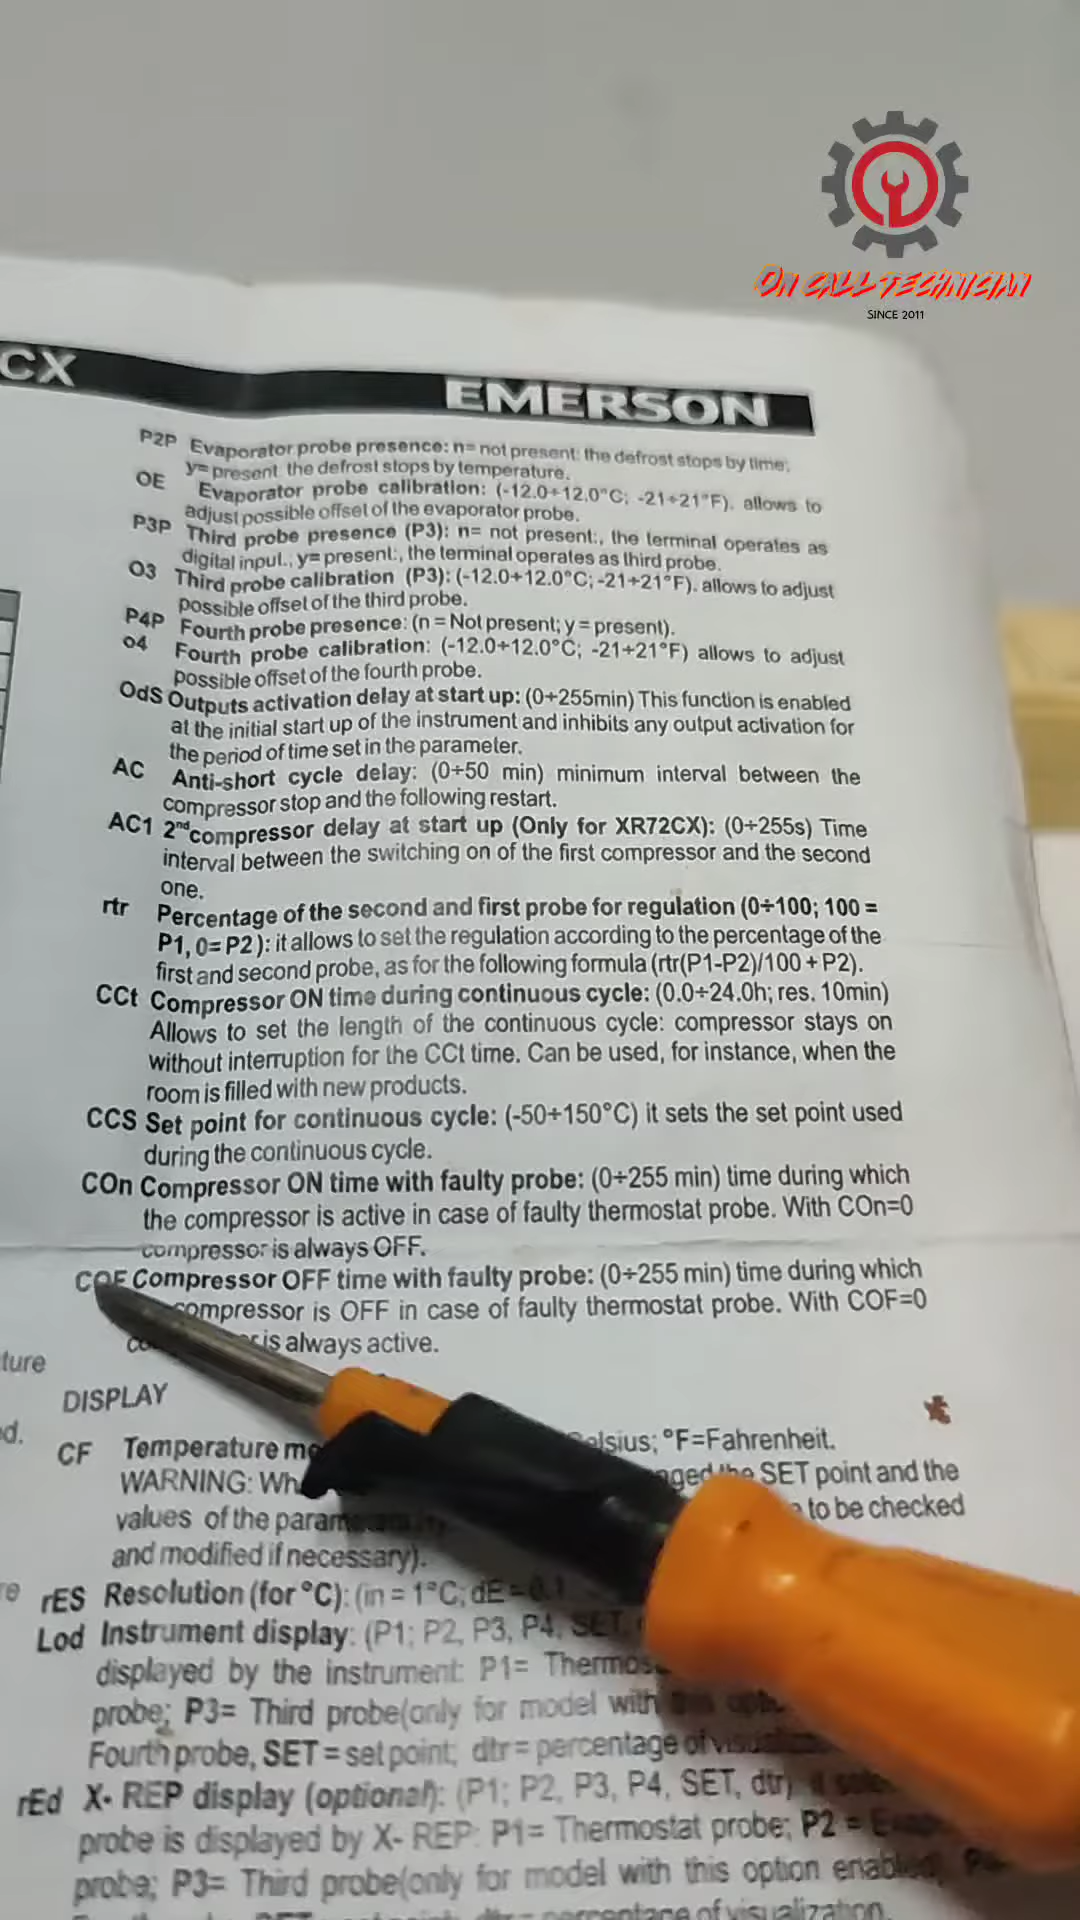 On call technician
SINCE 2011
CX
EMERSON
P2P Evaporator probe presence: n= not present: the defrost stops by time;
y= present: the defrost stops by temperature.
OE Evaporator probe calibration: (-12.0÷12.0°C; -21÷21°F). allows to
adjust possible offset of the evaporator probe.
P3P Third probe presence (P3): n= not present:, the terminal operates as
digital input.; y= present:, the terminal operates as third probe.
O3 Third probe calibration (P3): (-12.0÷12.0°C; -21÷21°F). allows to adjust
possible offset of the third probe.
P4P Fourth probe presence: (n = Not present; y = present).
o4 Fourth probe calibration: (-12.0÷12.0°C; -21÷21°F) allows to adjust
possible offset of the fourth probe.
OdS Outputs activation delay at start up: (0÷255min) This function is enabled
at the initial start up of the instrument and inhibits any output activation for
the period of time set in the parameter.
AC Anti-short cycle delay: (0÷50 min) minimum interval between the
compressor stop and the following restart.
AC1 2nd compressor delay at start up (Only for XR72CX): (0÷255s) Time
interval between the switching on of the first compressor and the second
one.
rtr Percentage of the second and first probe for regulation (0÷100; 100 =
P1, 0= P2 ): it allows to set the regulation according to the percentage of the
first and second probe, as for the following formula (rtr(P1-P2)/100 + P2).
CCt Compressor ON time during continuous cycle: (0.0÷24.0h; res. 10min)
Allows to set the length of the continuous cycle: compressor stays on
without interruption for the CCt time. Can be used, for instance, when the
room is filled with new products.
CCS Set point for continuous cycle: (-50÷150°C) it sets the set point used
during the continuous cycle.
COn Compressor ON time with faulty probe: (0÷255 min) time during which
the compressor is active in case of faulty thermostat probe. With COn=0
compressor is always OFF.
COF Compressor OFF time with faulty probe: (0÷255 min) time during which
compressor is OFF in case of faulty thermostat probe. With COF=0
is always active.
ture
DISPLAY
d.
CF Temperature °F=Fahrenheit.
WARNING: the SET point and the
values of the to be checked
and modified if necessary).
re
rES Resolution (for °C): (in = 1°C; dE = 0.1
Lod Instrument display: (P1; P2, P3, P4, SET,
displayed by the instrument: P1=
probe; P3= Third probe(only for model with this
Fourth probe, SET = set point; dtr = percentage of
rEd X- REP display (optional): (P1; P2, P3, P4, SET, dtr)
probe is displayed by X- REP: P1= Thermostat probe; P2 =
probe; P3= Third probe(only for model with this option
percentage of visualization.